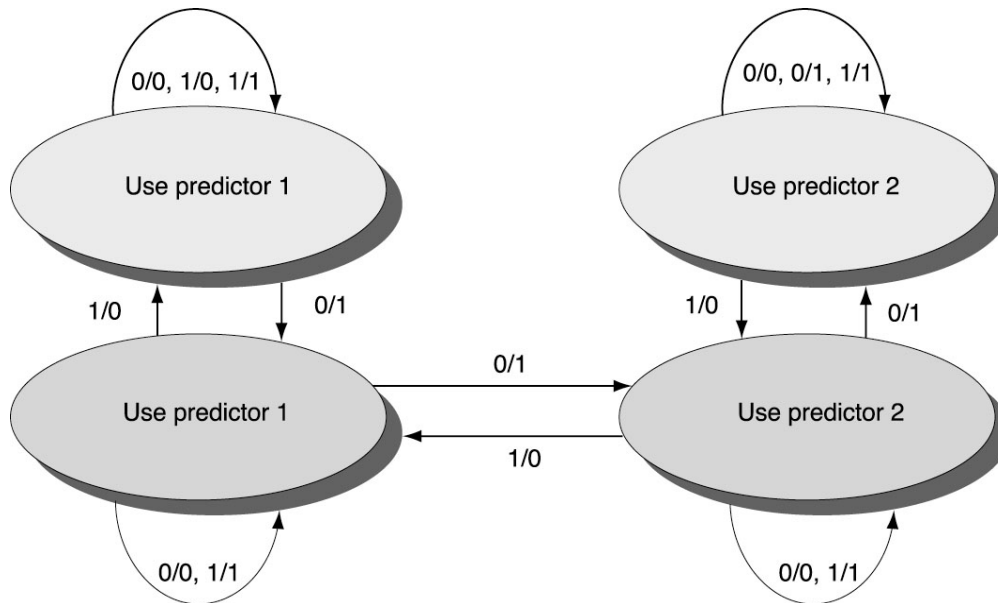 0/0, 1/0, 1/1
0/0, 0/1, 1/1
Use predictor 1
Use predictor 2
1/0
0/1
1/0
0/1
Use predictor 1
0/1
Use predictor 2
1/0
0/0, 1/1
0/0, 1/1